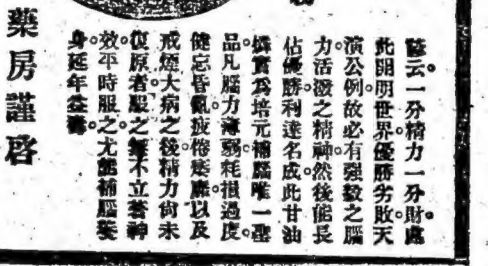 諺云。一分精力一分財。處
此開明世界。優勝劣敗。天
演公例。故必有强毅之腦
力活潑之精神。然後能長
佔優勝。利達名成。此甘油
燐實為培元補腦唯一聖
品。凡腦力薄弱。耗損過度。
健忘昏亂。疲倦萎靡。以及
戒煙大病之後。精力尚未
復原者。服之無不立著神
效。平時服之。尤能補腦養
身。延年益壽。
藥房謹啓